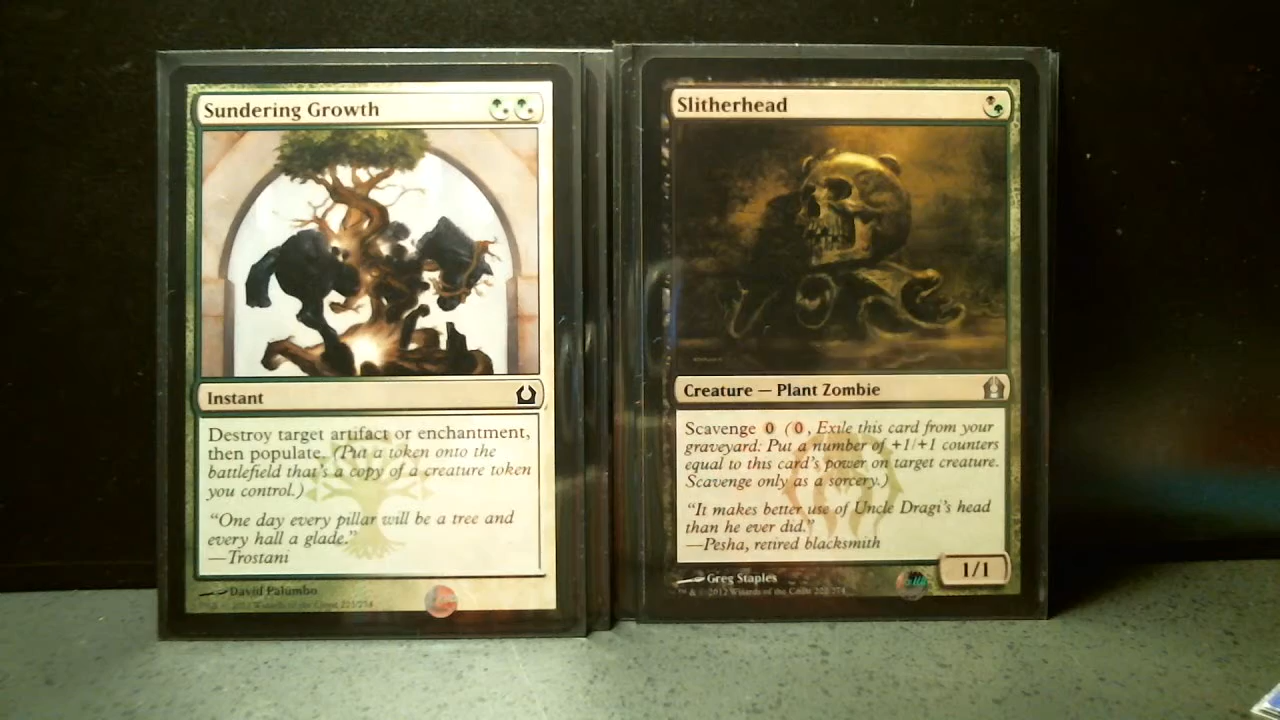 Sundering Growth
Instant
Destroy target artifact or enchantment,
then populate. (Put a token onto the
battlefield that's a copy of a creature token
you control.)
"One day every pillar will be a tree and
every hall a glade."
—Trostani
David Palumbo
Slitherhead
Creature — Plant Zombie
Scavenge 0 (0, Exile this card from your
graveyard: Put a number of +1/+1 counters
equal to this card's power on target creature.
Scavenge only as a sorcery.)
"It makes better use of Uncle Dragi's head
than he ever did."
—Pesha, retired blacksmith
1/1
Greg Staples
™ & © 2012 Wizards of the Coast